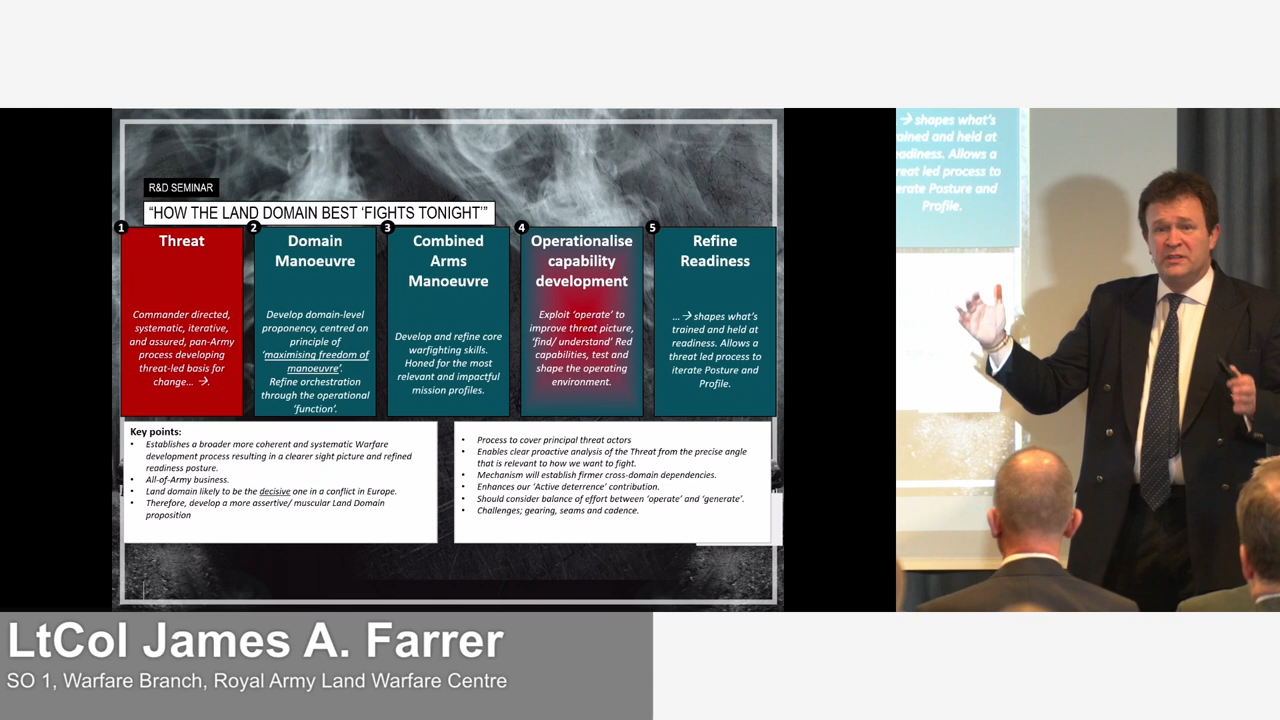 R&D SEMINAR
“HOW THE LAND DOMAIN BEST ‘FIGHTS TONIGHT’”
1
Threat
Commander directed,
systematic, iterative,
and assured, pan-Army
process developing
threat-led basis for
change… →.
2
Domain
Manoeuvre
Develop domain-level
proponency, centred on
principle of
‘maximising freedom of
manoeuvre’.
Refine orchestration
through the operational
‘function’.
3
Combined
Arms
Manoeuvre
Develop and refine core
warfighting skills.
Honed for the most
relevant and impactful
mission profiles.
4
Operationalise
capability
development
Exploit ‘operate’ to
improve threat picture,
‘find/ understand’ Red
capabilities, test and
shape the operating
environment.
5
Refine
Readiness
…→ shapes what’s
trained and held at
readiness. Allows a
threat led process to
iterate Posture and
Profile.
Key points:
• Establishes a broader more coherent and systematic Warfare
development process resulting in a clearer sight picture and refined
readiness posture.
• All-of-Army business.
• Land domain likely to be the decisive one in a conflict in Europe.
• Therefore, develop a more assertive/ muscular Land Domain
proposition
• Process to cover principal threat actors
• Enables clear proactive analysis of the Threat from the precise angle
that is relevant to how we want to fight.
• Mechanism will establish firmer cross-domain dependencies.
• Enhances our ‘Active deterrence’ contribution.
• Should consider balance of effort between ‘operate’ and ‘generate’.
• Challenges; gearing, seams and cadence.
→ shapes what’s
ained and held at
eadiness. Allows a
reat led process to
erate Posture and
Profile.
LtCol James A. Farrer
SO 1, Warfare Branch, Royal Army Land Warfare Centre